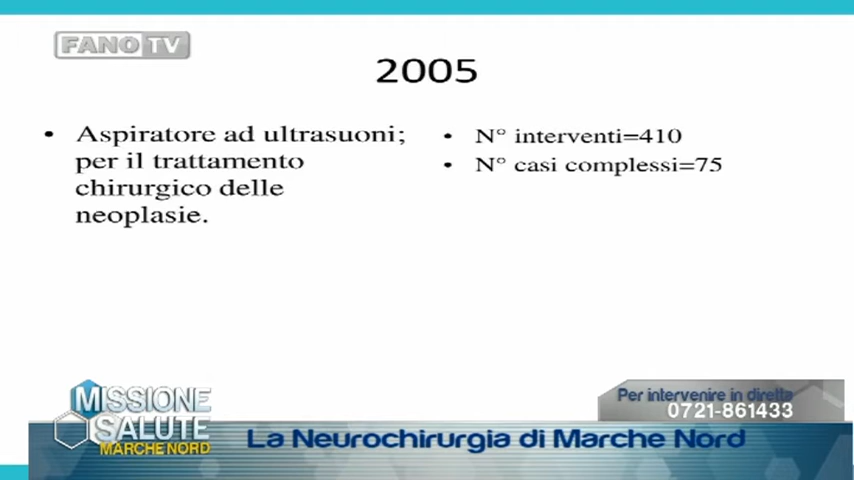 FANO TV
2005
• Aspiratore ad ultrasuoni;
per il trattamento
chirurgico delle
neoplasie.
• N° interventi=410
• N° casi complessi=75
MISSIONE
SALUTE
MARCHE NORD
Per intervenire in diretta
0721-861433
La Neurochirurgia di Marche Nord